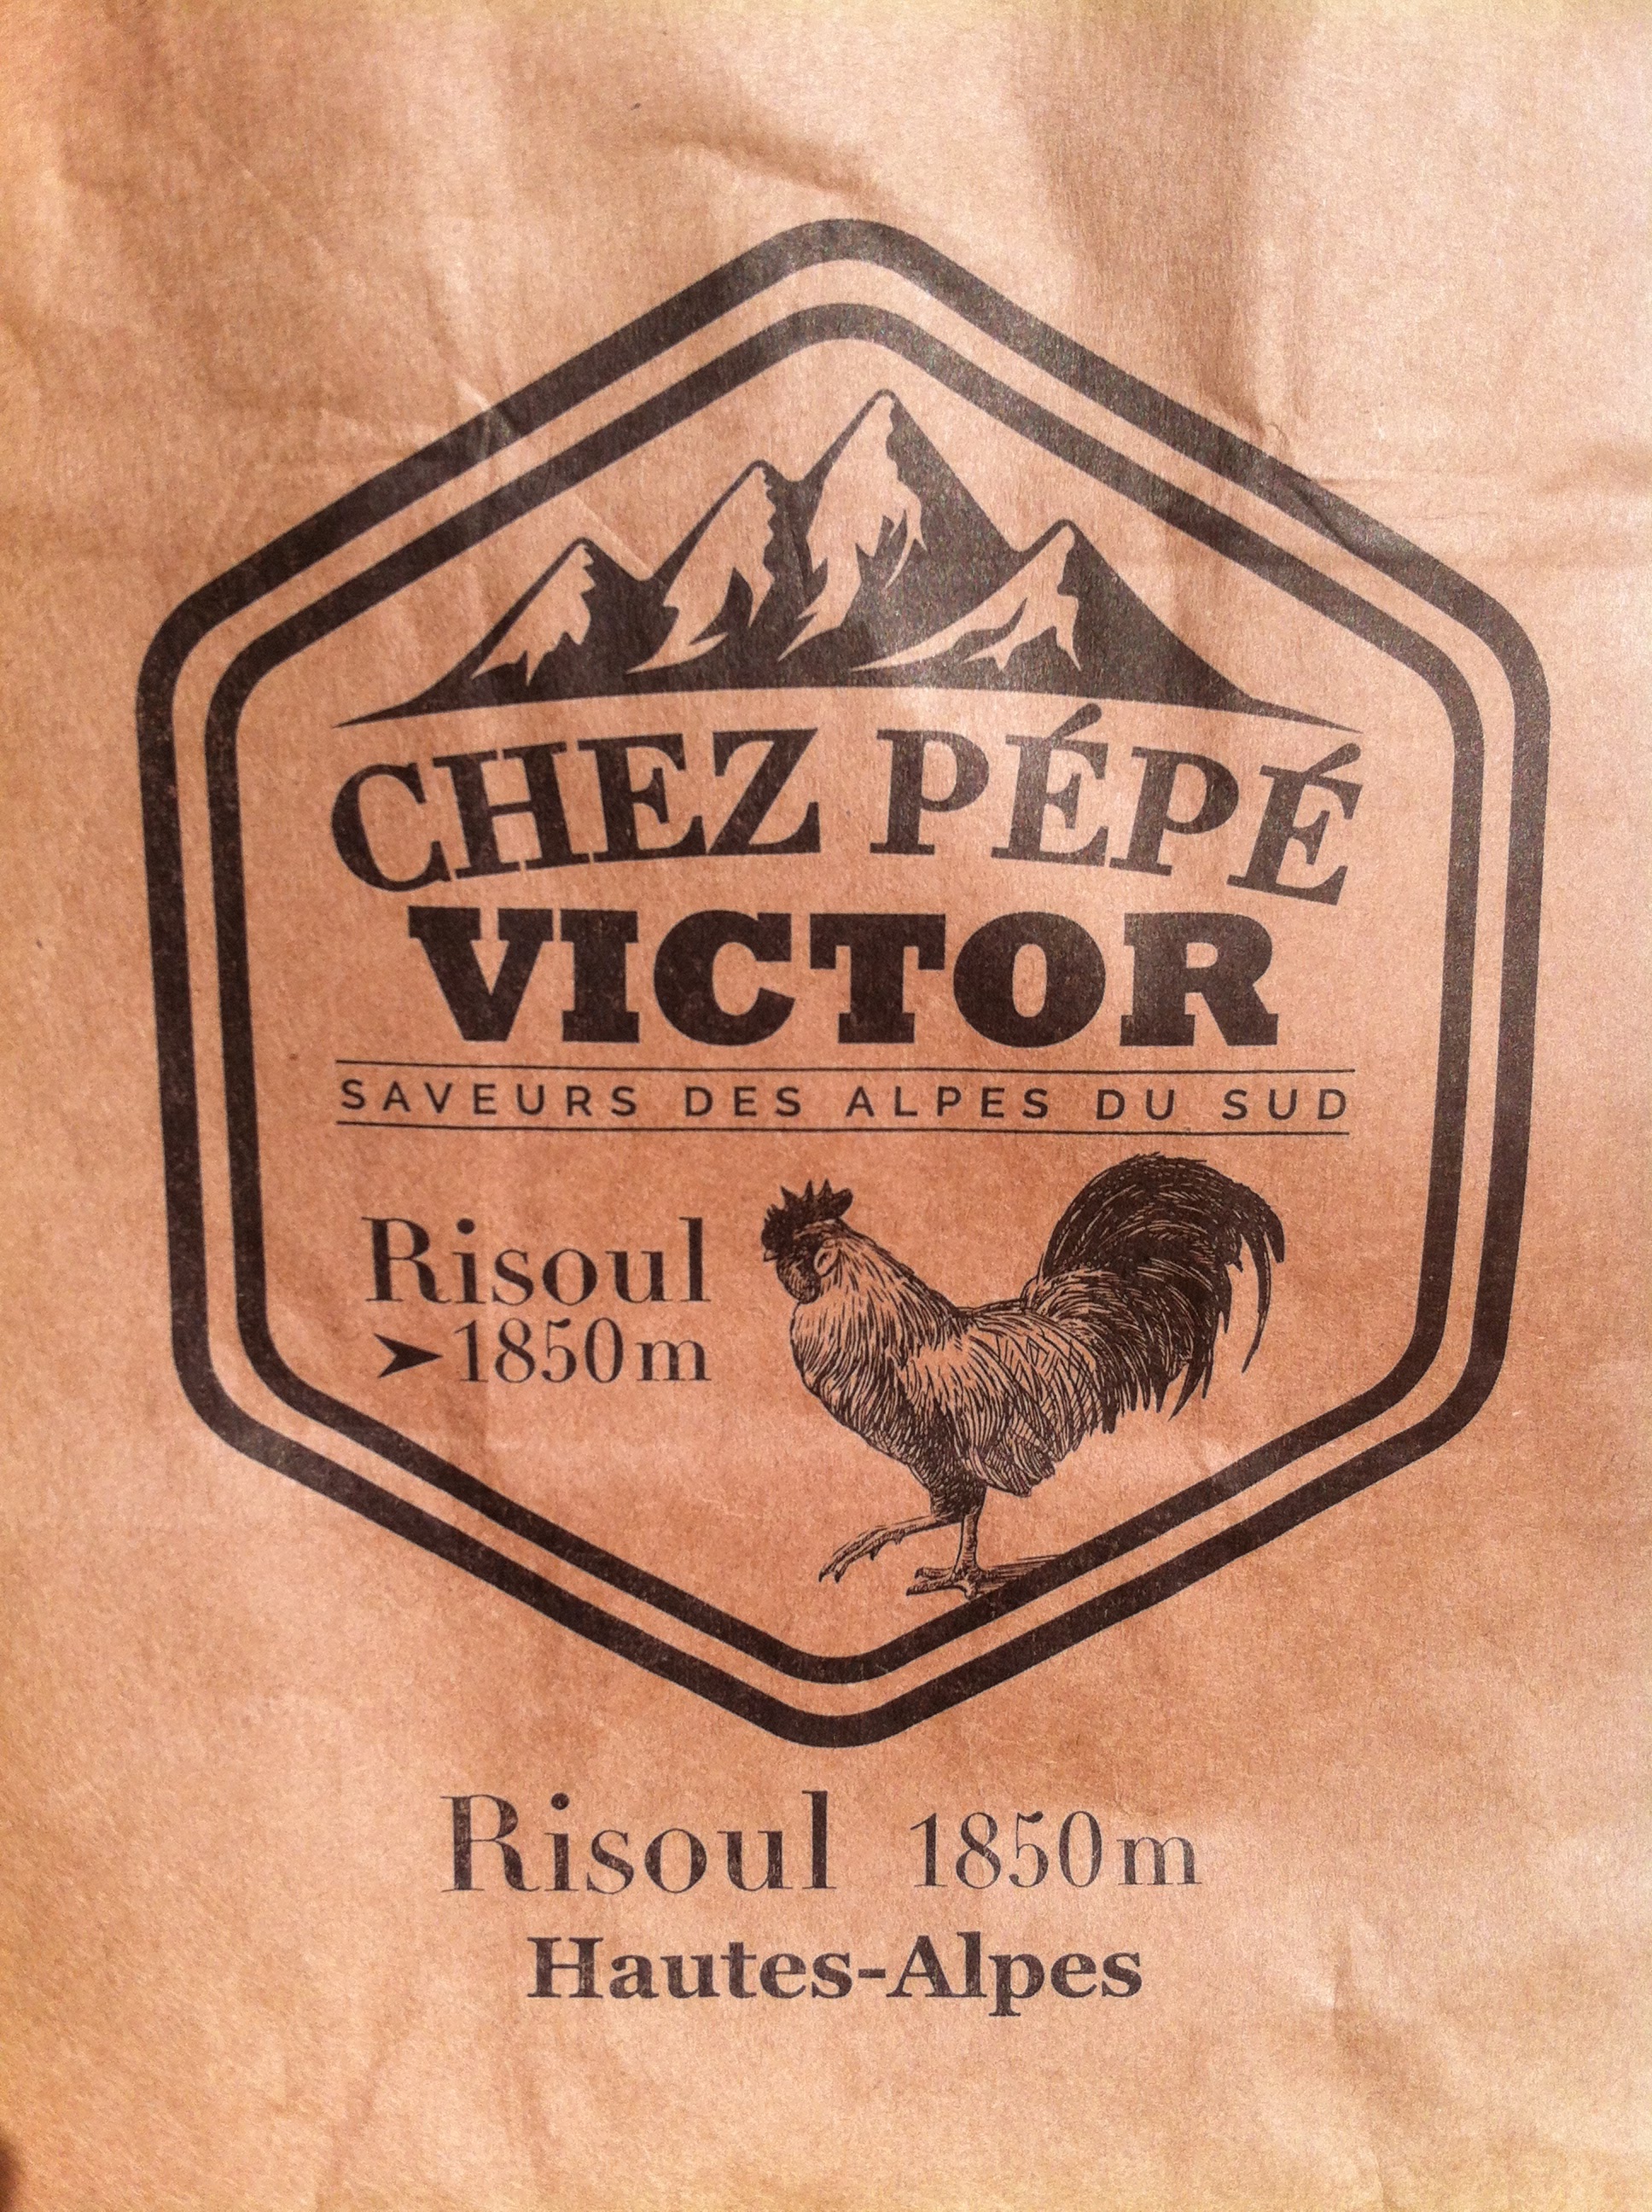 CHEZ PÉPÉ
VICTOR
SAVEURS DES ALPES DU SUD
Risoul
➤1850m
Risoul 1850m
Hautes-Alpes